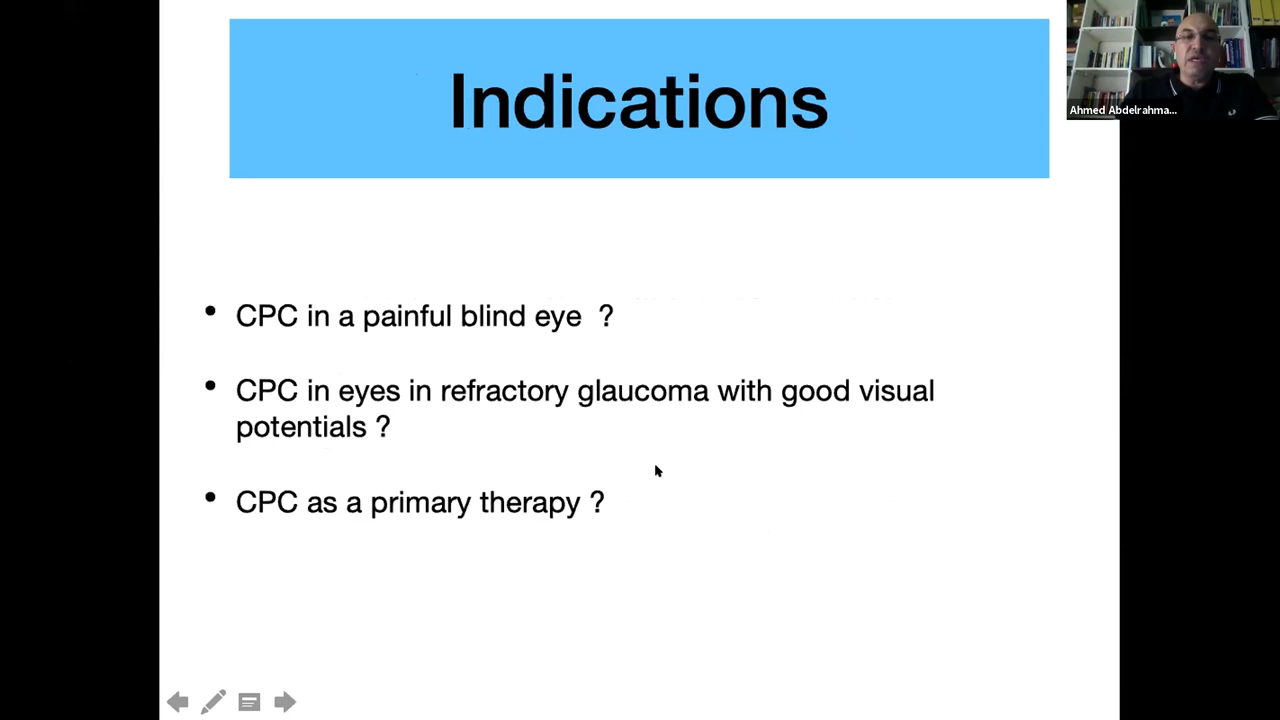 Indications
Ahmed Abdelrahma...
• CPC in a painful blind eye ?
• CPC in eyes in refractory glaucoma with good visual
potentials ?
• CPC as a primary therapy ?